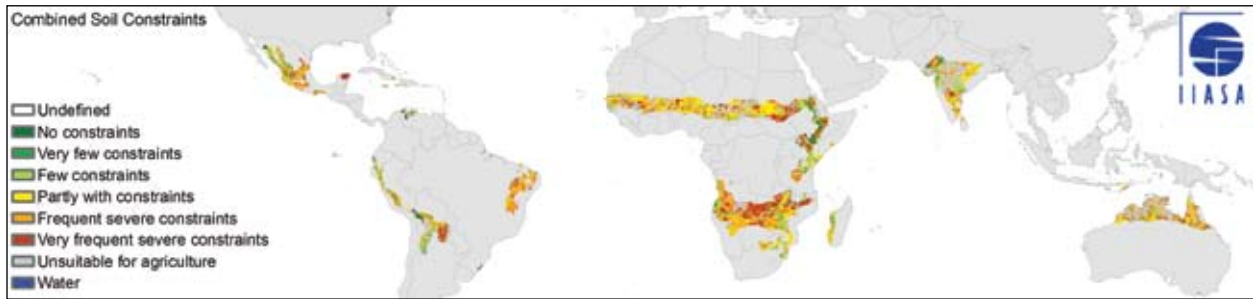 Combined Soil Constraints
Undefined
No constraints
Very few constraints
Few constraints
Partly with constraints
Frequent severe constraints
Very frequent severe constraints
Unsuitable for agriculture
Water
IIASA